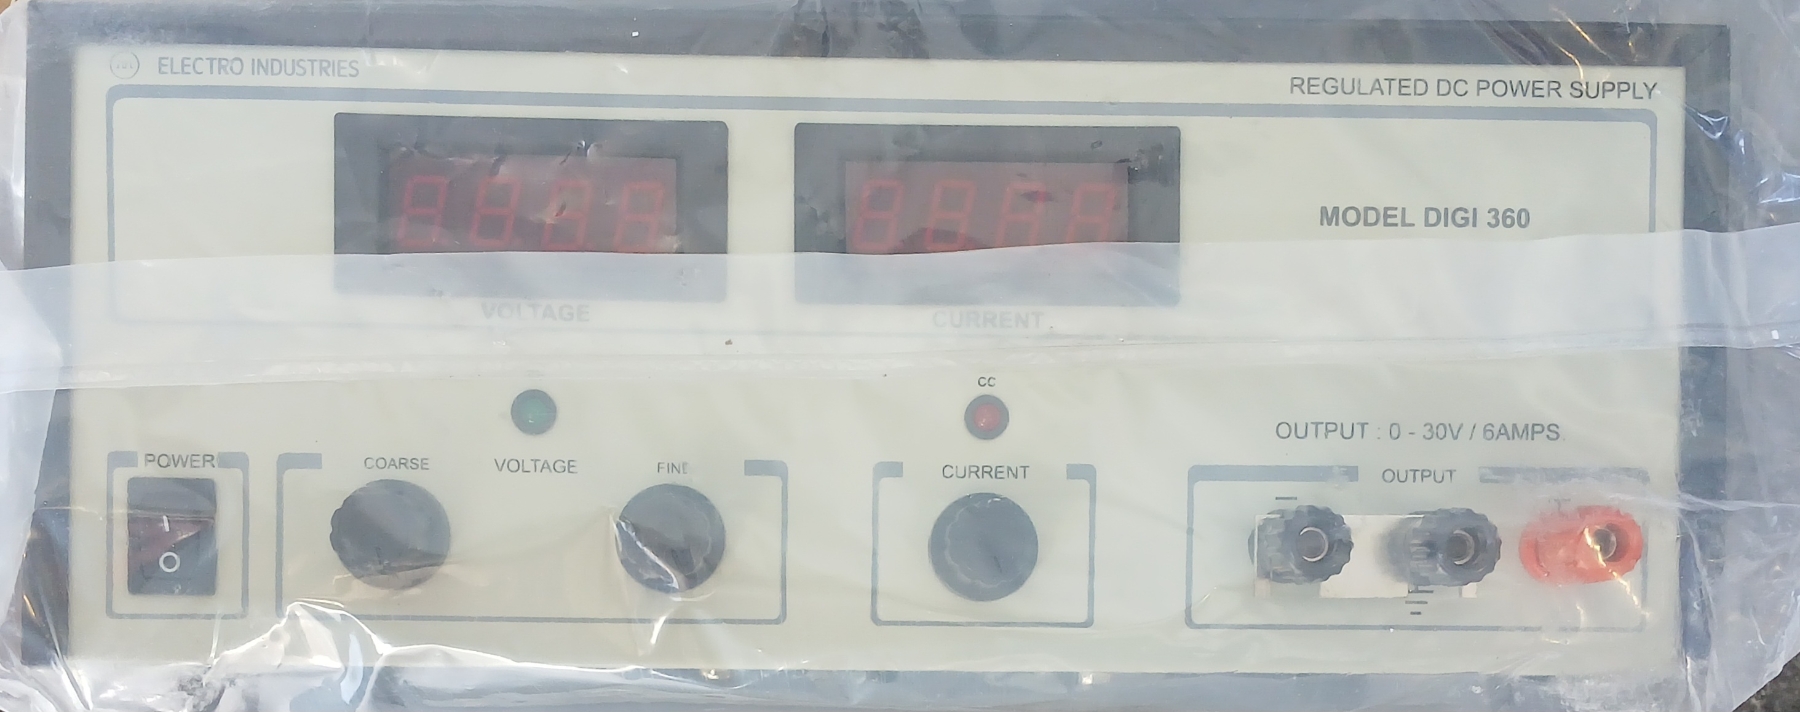 ELECTRO INDUSTRIES
REGULATED DC POWER SUPPLY
MODEL DIGI 360
VOLTAGE
CURRENT
CC
OUTPUT : 0 - 30V / 6AMPS.
POWER
COARSE
VOLTAGE
FINE
CURRENT
OUTPUT
I
O